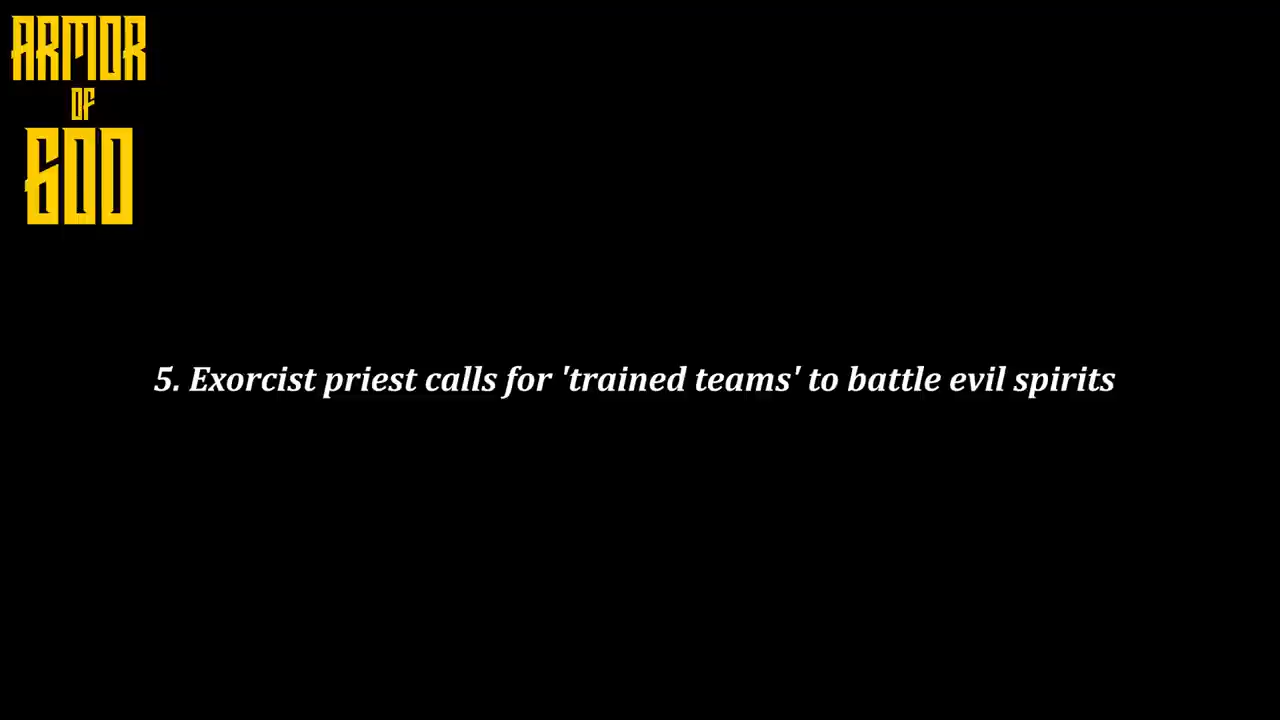 ARMOR
OF
GOD
5. Exorcist priest calls for 'trained teams' to battle evil spirits